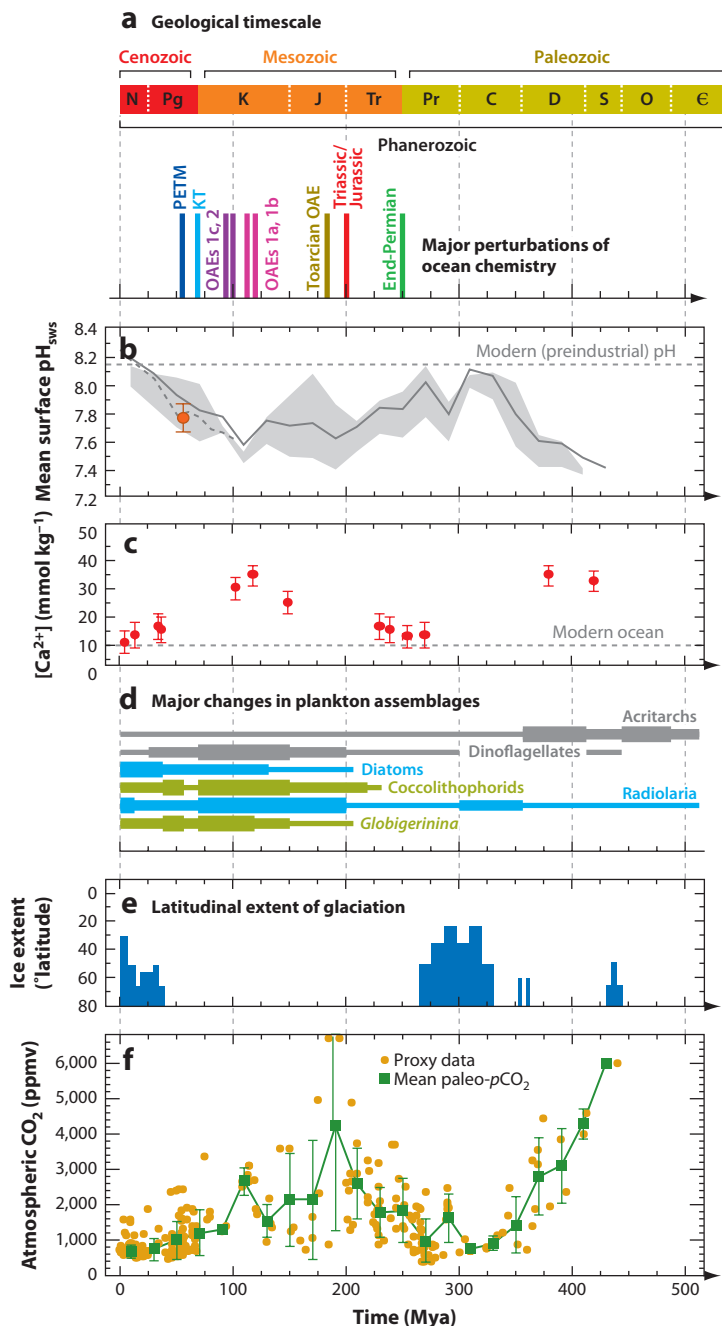 a Geological timescale
Cenozoic Mesozoic Paleozoic
N Pg K J Tr Pr C D S O Є
Phanerozoic
PETM
KT
OAEs 1c, 2
OAEs 1a, 1b
Toarcian OAE
Triassic/
Jurassic
End-Permian
Major perturbations of
ocean chemistry
b
Mean surface pHsws
8.4
8.2
8.0
7.8
7.6
7.4
7.2
Modern (preindustrial) pH
c
[Ca2+] (mmol kg−1)
50
40
30
20
10
0
Modern ocean
d Major changes in plankton assemblages
Acritarchs
Dinoflagellates
Diatoms
Coccolithophorids
Radiolaria
Globigerinina
e Latitudinal extent of glaciation
Ice extent
(°latitude)
0
20
40
60
80
f
Atmospheric CO2 (ppmv)
6,000
5,000
4,000
3,000
2,000
1,000
0
Proxy data
Mean paleo-pCO2
0 100 200 300 400 500
Time (Mya)